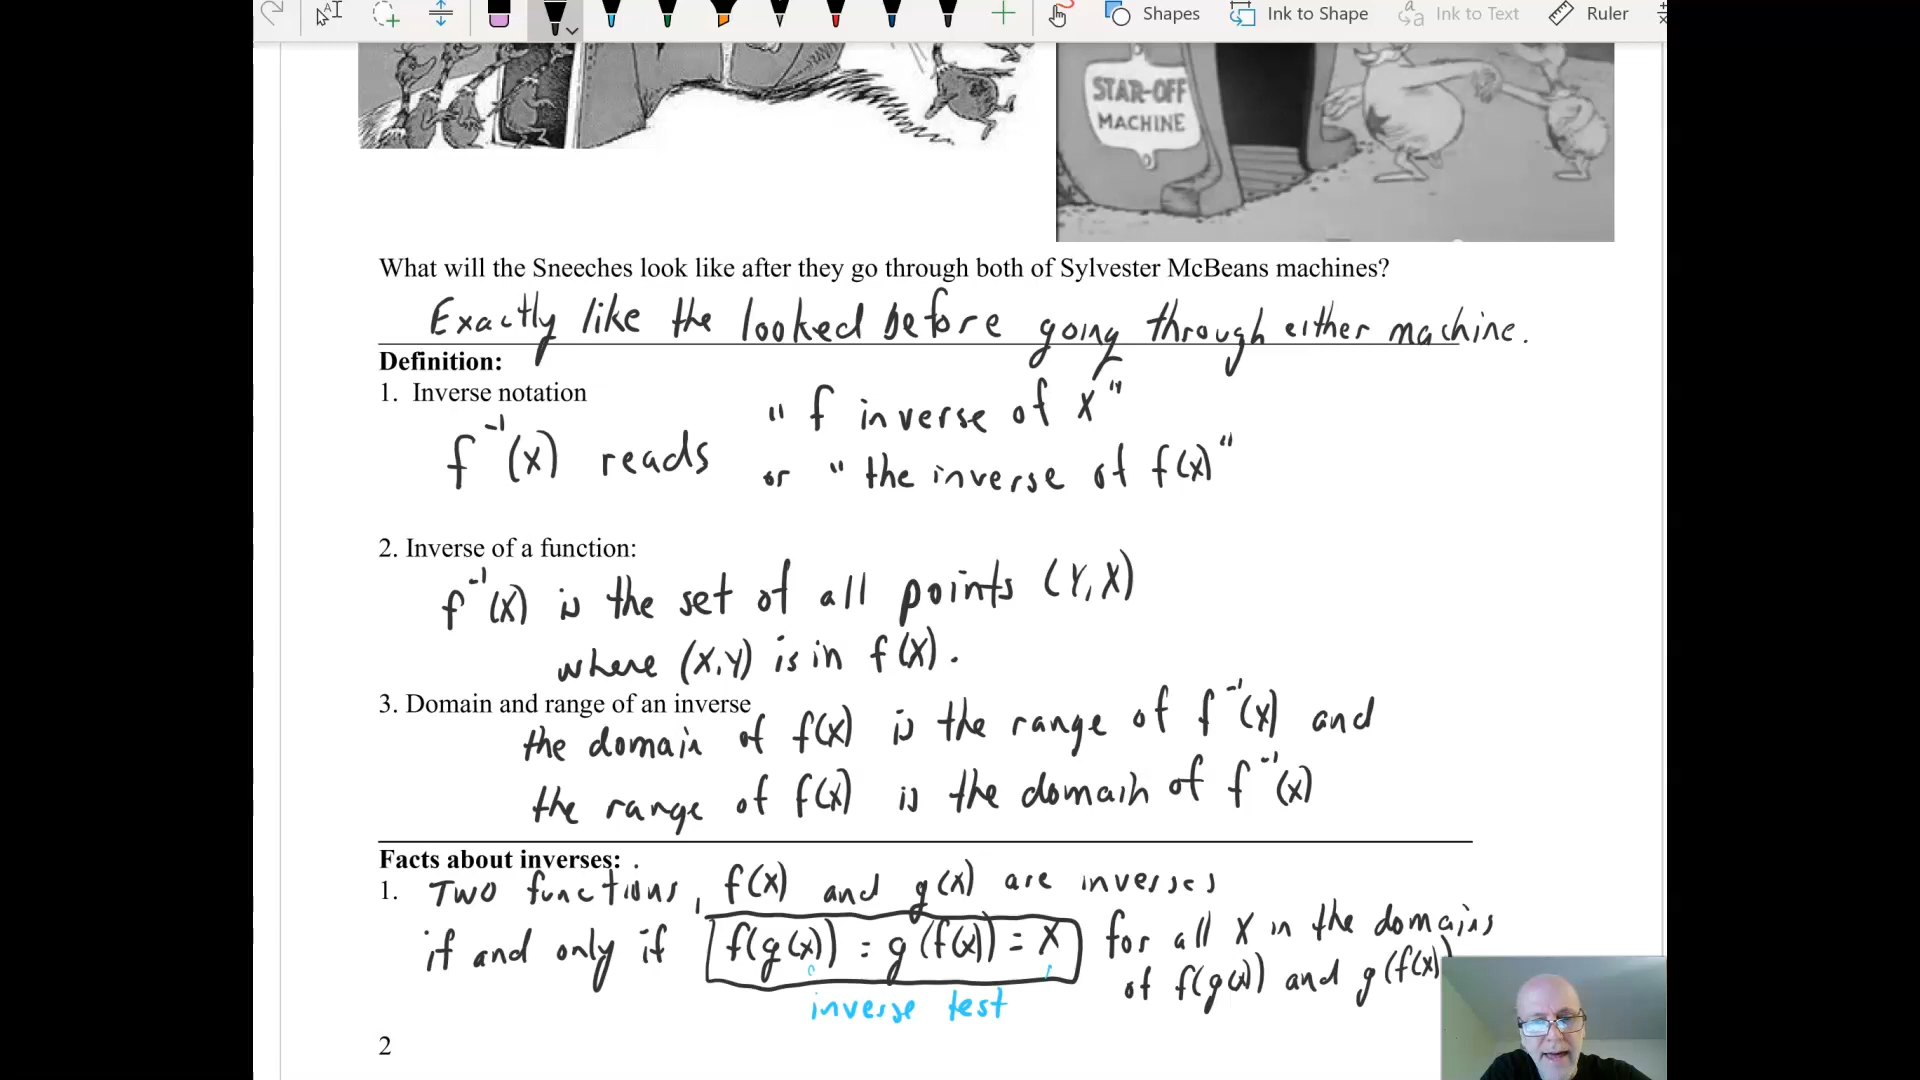 Shapes Ink to Shape Ink to Text Ruler
STAR-OFF
MACHINE
What will the Sneeches look like after they go through both of Sylvester McBeans machines?
Exactly like the looked before going through either machine.
Definition:
1. Inverse notation
"f inverse of x"
f⁻¹(x) reads
or "the inverse of f(x)"
2. Inverse of a function:
f⁻¹(x) is the set of all points (Y,X)
where (X,Y) is in f(x).
3. Domain and range of an inverse
the domain of f(x) is the range of f⁻¹(x) and
the range of f(x) is the domain of f⁻¹(x)
Facts about inverses:
1. Two functions, f(x) and g(x) are inverses
if and only if f(g(x)) = g(f(x)) = X for all X in the domains
of f(g(x)) and g(f(x)
inverse test
2